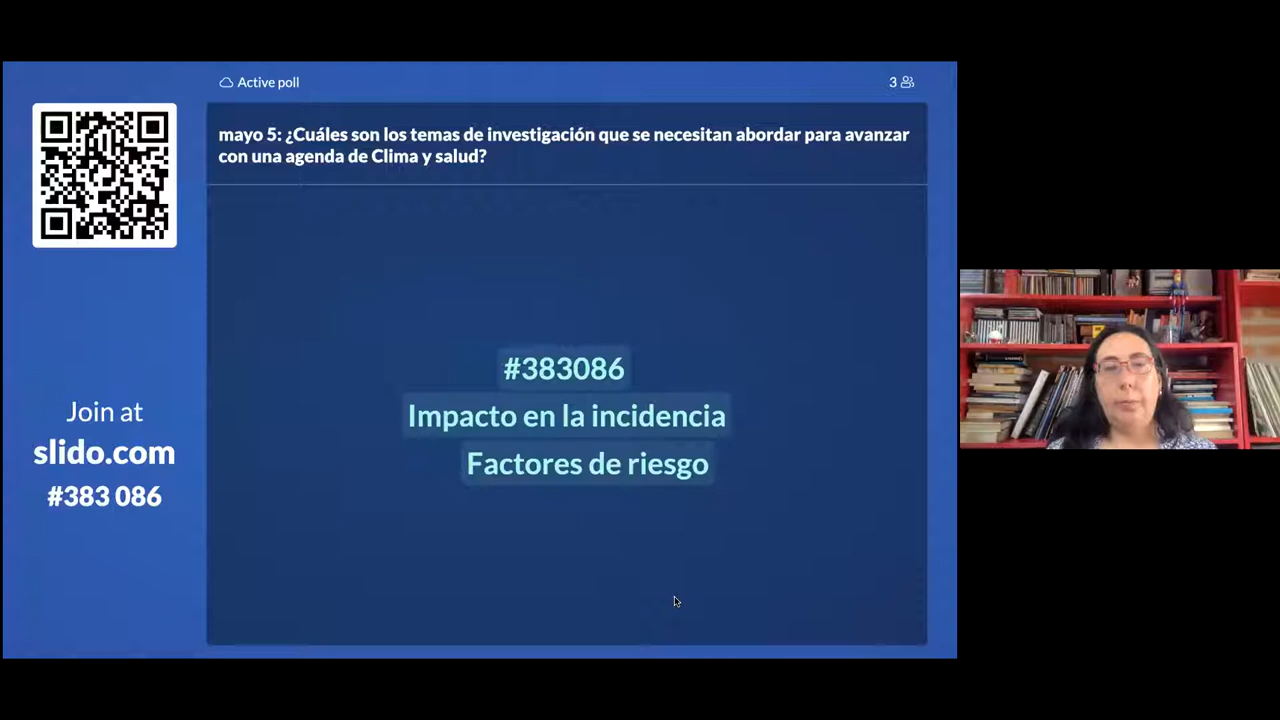 Active poll
3
mayo 5: ¿Cuáles son los temas de investigación que se necesitan abordar para avanzar
con una agenda de Clima y salud?
#383086
Impacto en la incidencia
Factores de riesgo
Join at
slido.com
#383 086